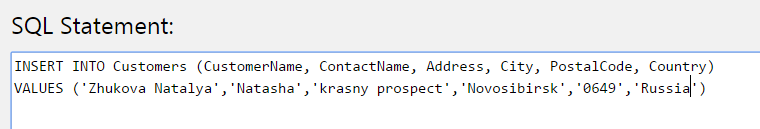 SQL Statement:
INSERT INTO Customers (CustomerName, ContactName, Address, City, PostalCode, Country)
VALUES ('Zhukova Natalya','Natasha','krasny prospect','Novosibirsk','0649','Russia')